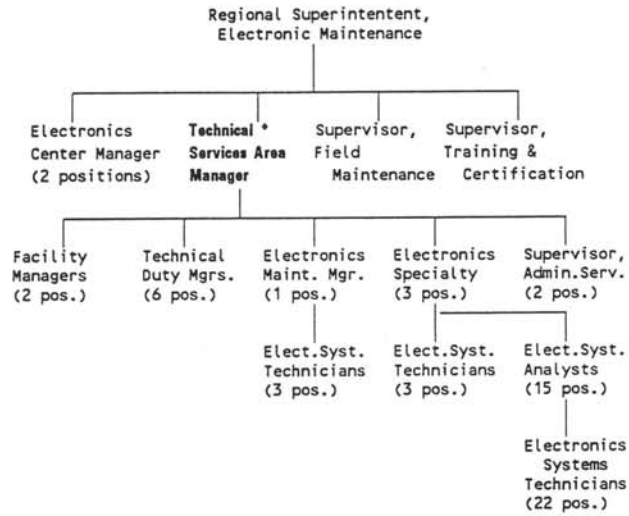 Regional Superintentent,
Electronic Maintenance
Electronics
Center Manager
(2 positions)
Technical *
Services Area
Manager
Supervisor,
Field
Maintenance
Supervisor,
Training &
Certification
Facility
Managers
(2 pos.)
Technical
Duty Mgrs.
(6 pos.)
Electronics
Maint. Mgr.
(1 pos.)
Electronics
Specialty
(3 pos.)
Supervisor,
Admin.Serv.
(2 pos.)
Elect.Syst.
Technicians
(3 pos.)
Elect.Syst.
Technicians
(3 pos.)
Elect.Syst.
Analysts
(15 pos.)
Electronics
Systems
Technicians
(22 pos.)